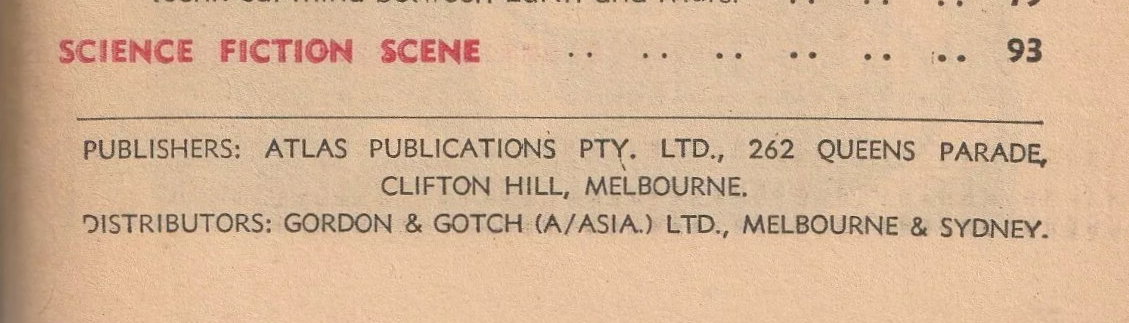 SCIENCE FICTION SCENE .. .. .. .. .. .. 93
PUBLISHERS: ATLAS PUBLICATIONS PTY. LTD., 262 QUEENS PARADE,
CLIFTON HILL, MELBOURNE.
DISTRIBUTORS: GORDON & GOTCH (A/ASIA.) LTD., MELBOURNE & SYDNEY.